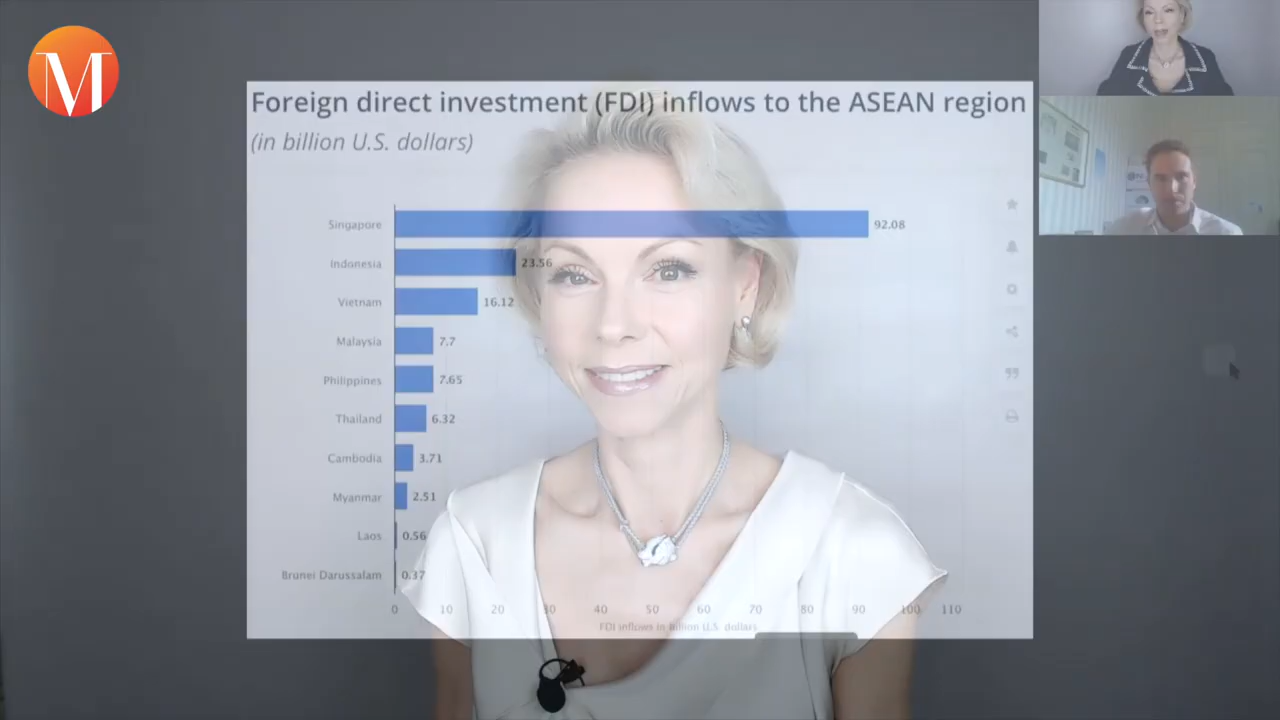 M
Foreign direct investment (FDI) inflows to the ASEAN region
(in billion U.S. dollars)
Singapore 92.08
Indonesia 23.56
Vietnam 16.12
Malaysia 7.7
Philippines 7.65
Thailand 6.32
Cambodia 3.71
Myanmar 2.51
Laos 0.56
Brunei Darussalam 0.37
0 10 20 30 40 50 60 70 80 90 100 110
FDI inflows in billion U.S. dollars